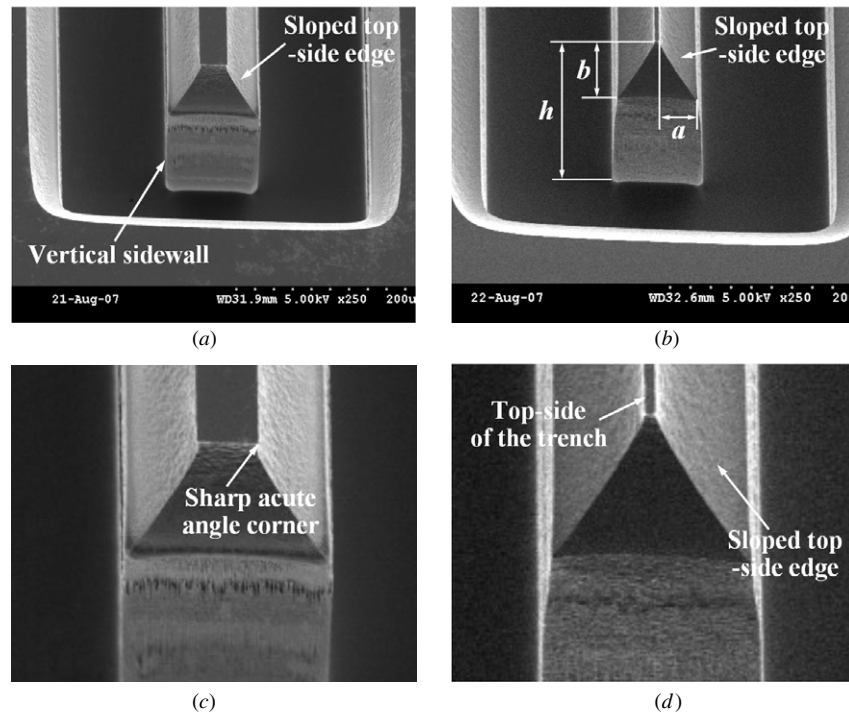 Sloped top
-side edge
Vertical sidewall
21-Aug-07 WD31.9mm 5.00kV x250 200u
(a)
Sloped top
-side edge
b
h
a
22-Aug-07 WD32.6mm 5.00kV x250 20
(b)
Sharp acute
angle corner
(c)
Top-side
of the trench
Sloped top
-side edge
(d)